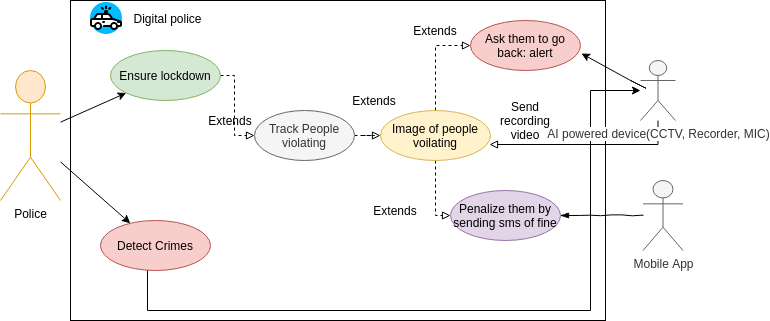 Digital police
Extends
Ask them to go
back: alert
Ensure lockdown
Extends
Send
recording
video
Extends
Track People
violating
Image of people
voilating
AI powered device(CCTV, Recorder, MIC)
Police
Extends
Penalize them by
sending sms of fine
Detect Crimes
Mobile App